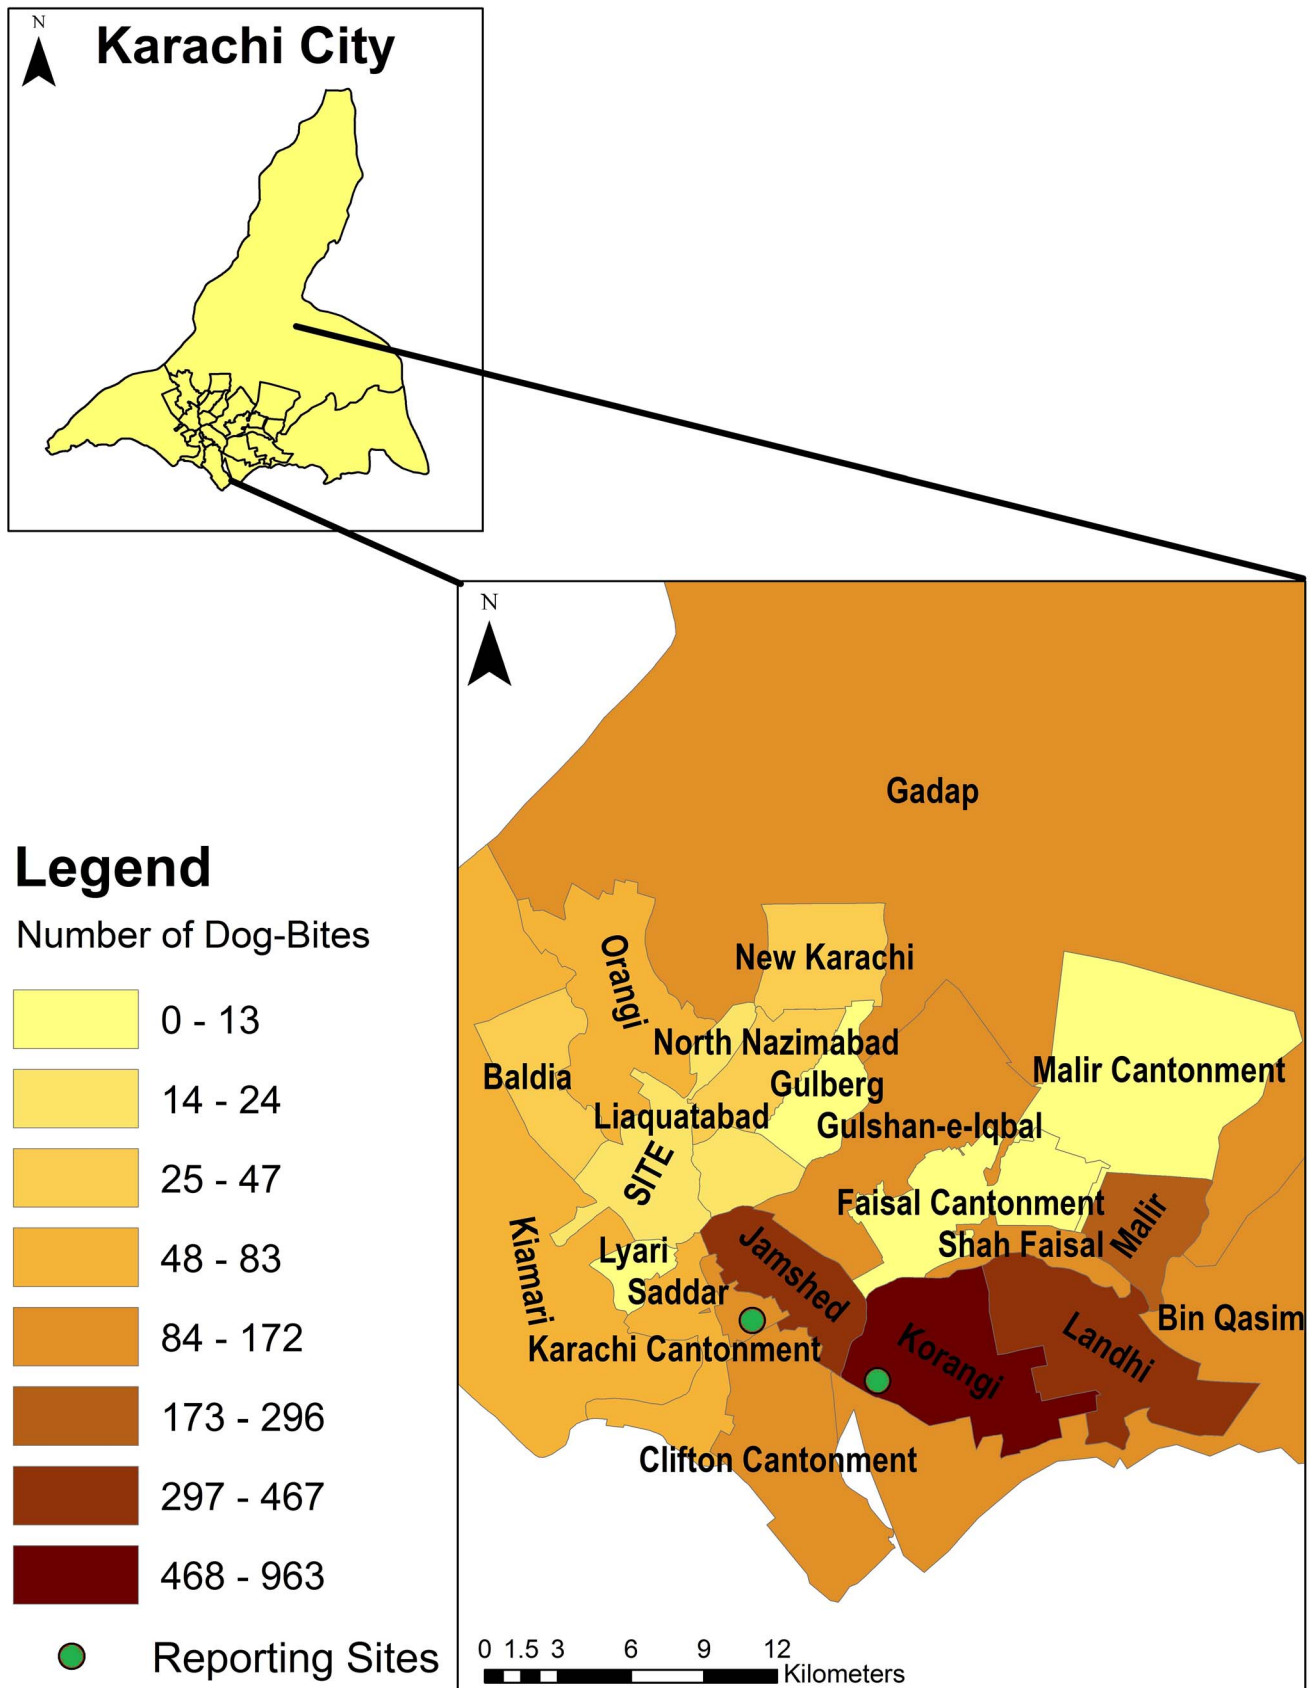 N
Karachi City
N
Gadap
Orangi
New Karachi
North Nazimabad
Baldia
Gulberg
Malir Cantonment
Liaquatabad
Gulshan-e-Iqbal
SITE
Faisal Cantonment
Malir
Kiamari
Lyari
Jamshed
Shah Faisal
Saddar
Bin Qasim
Karachi Cantonment
Korangi
Landhi
Clifton Cantonment
0 1.5 3 6 9 12
Kilometers
Legend
Number of Dog-Bites
0 - 13
14 - 24
25 - 47
48 - 83
84 - 172
173 - 296
297 - 467
468 - 963
Reporting Sites